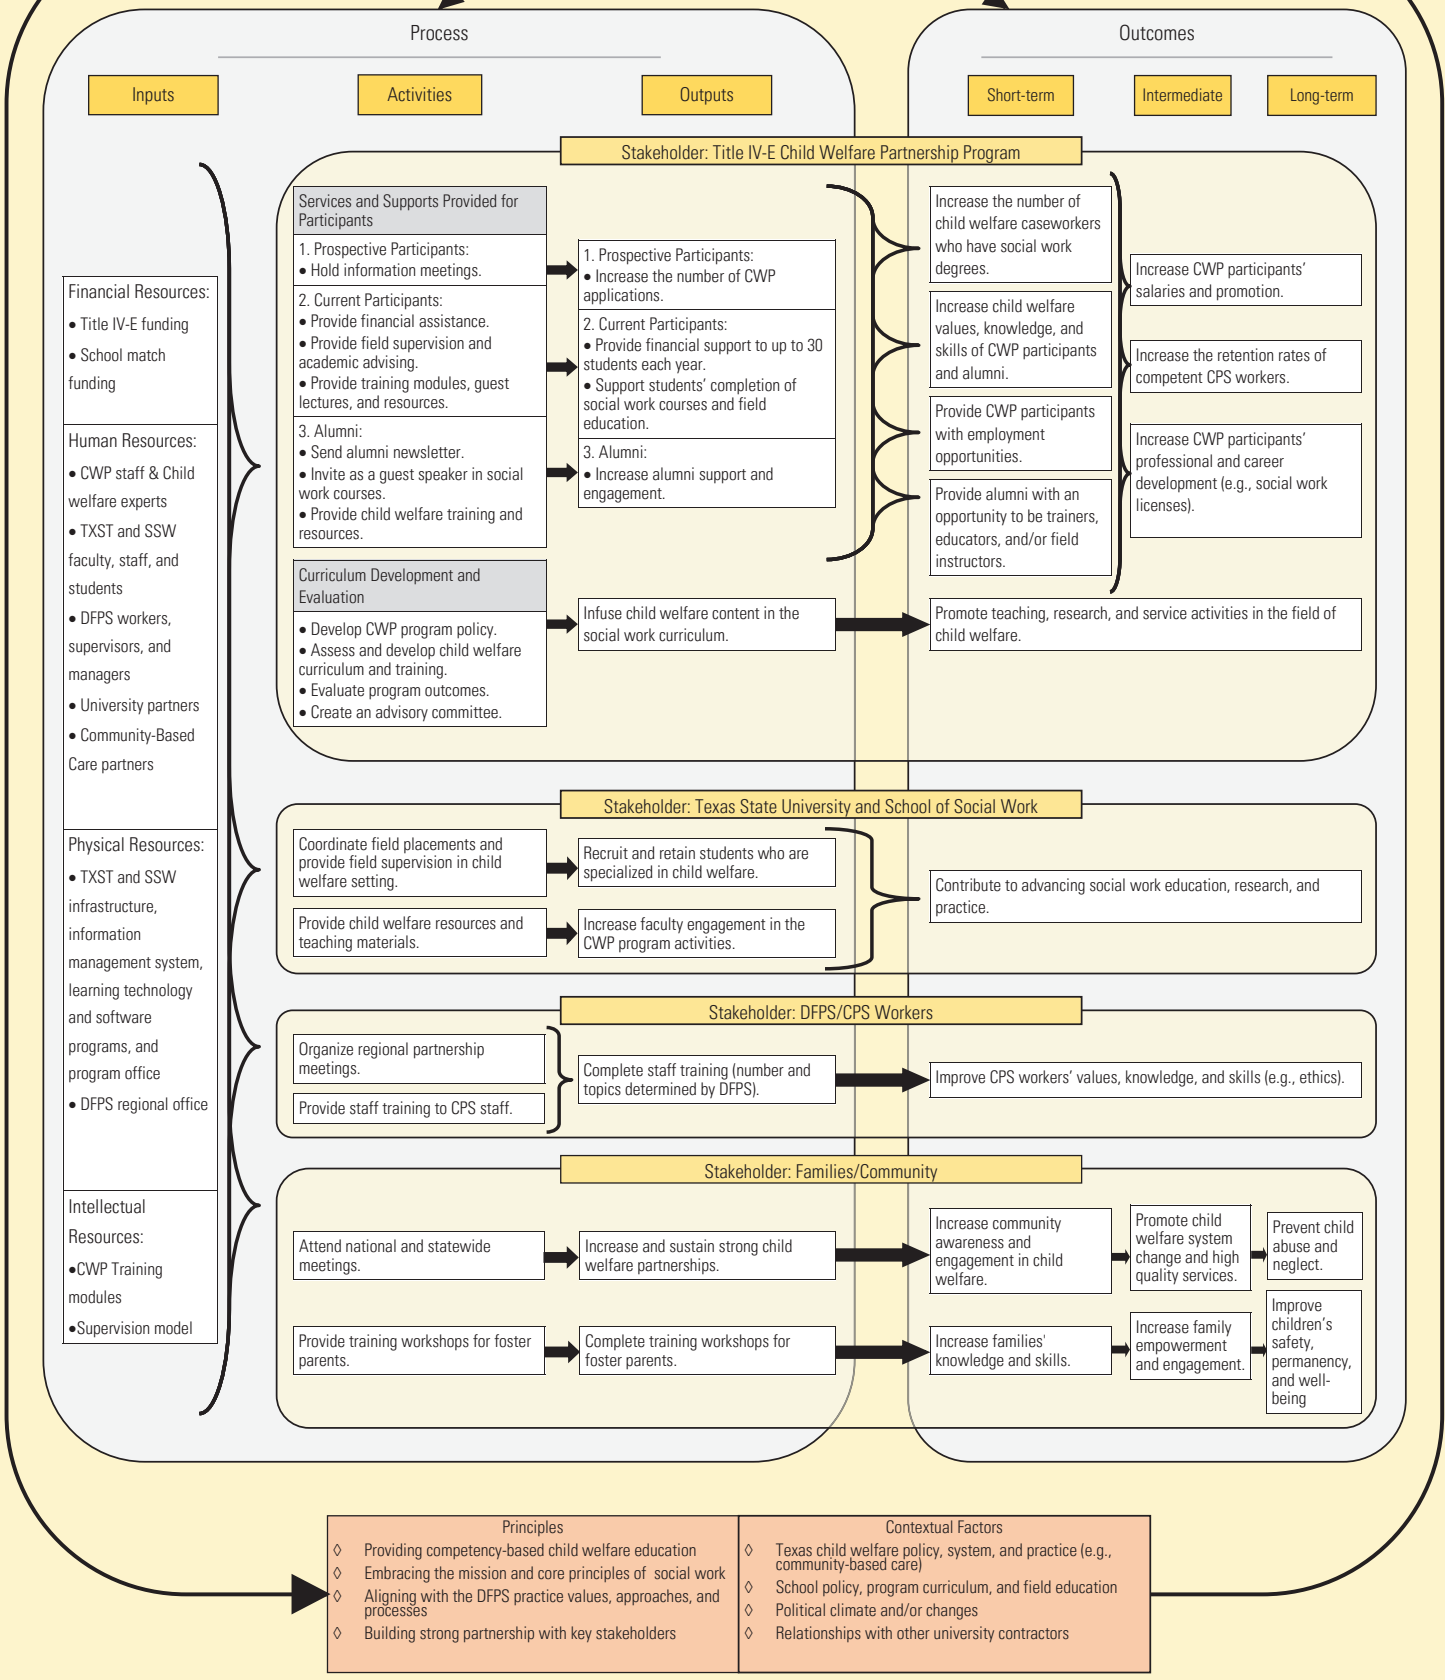 Process
Outcomes
Inputs
Activities
Outputs
Short-term
Intermediate
Long-term
Financial Resources:
• Title IV-E funding
• School match
funding
Human Resources:
• CWP staff & Child
welfare experts
• TXST and SSW
faculty, staff, and
students
• DFPS workers,
supervisors, and
managers
• University partners
• Community-Based
Care partners
Physical Resources:
• TXST and SSW
infrastructure,
information
management system,
learning technology
and software
programs, and
program office
• DFPS regional office
Intellectual
Resources:
•CWP Training
modules
•Supervision model
Stakeholder: Title IV-E Child Welfare Partnership Program
Services and Supports Provided for
Participants
1. Prospective Participants:
• Hold information meetings.
2. Current Participants:
• Provide financial assistance.
• Provide field supervision and
academic advising.
• Provide training modules, guest
lectures, and resources.
3. Alumni:
• Send alumni newsletter.
• Invite as a guest speaker in social
work courses.
• Provide child welfare training and
resources.
Curriculum Development and
Evaluation
• Develop CWP program policy.
• Assess and develop child welfare
curriculum and training.
• Evaluate program outcomes.
• Create an advisory committee.
1. Prospective Participants:
• Increase the number of CWP
applications.
2. Current Participants:
• Provide financial support to up to 30
students each year.
• Support students' completion of
social work courses and field
education.
3. Alumni:
• Increase alumni support and
engagement.
Infuse child welfare content in the
social work curriculum.
Increase the number of
child welfare caseworkers
who have social work
degrees.
Increase child welfare
values, knowledge, and
skills of CWP participants
and alumni.
Provide CWP participants
with employment
opportunities.
Provide alumni with an
opportunity to be trainers,
educators, and/or field
instructors.
Increase CWP participants'
salaries and promotion.
Increase the retention rates of
competent CPS workers.
Increase CWP participants'
professional and career
development (e.g., social work
licenses).
Promote teaching, research, and service activities in the field of
child welfare.
Stakeholder: Texas State University and School of Social Work
Coordinate field placements and
provide field supervision in child
welfare setting.
Provide child welfare resources and
teaching materials.
Recruit and retain students who are
specialized in child welfare.
Increase faculty engagement in the
CWP program activities.
Contribute to advancing social work education, research, and
practice.
Stakeholder: DFPS/CPS Workers
Organize regional partnership
meetings.
Provide staff training to CPS staff.
Complete staff training (number and
topics determined by DFPS).
Improve CPS workers' values, knowledge, and skills (e.g., ethics).
Stakeholder: Families/Community
Attend national and statewide
meetings.
Increase and sustain strong child
welfare partnerships.
Increase community
awareness and
engagement in child
welfare.
Promote child
welfare system
change and high
quality services.
Prevent child
abuse and
neglect.
Provide training workshops for foster
parents.
Complete training workshops for
foster parents.
Increase families'
knowledge and skills.
Increase family
empowerment
and engagement.
Improve
children's
safety,
permanency,
and well-
being
Principles
◊ Providing competency-based child welfare education
◊ Embracing the mission and core principles of social work
◊ Aligning with the DFPS practice values, approaches, and
processes
◊ Building strong partnership with key stakeholders
Contextual Factors
◊ Texas child welfare policy, system, and practice (e.g.,
community-based care)
◊ School policy, program curriculum, and field education
◊ Political climate and/or changes
◊ Relationships with other university contractors